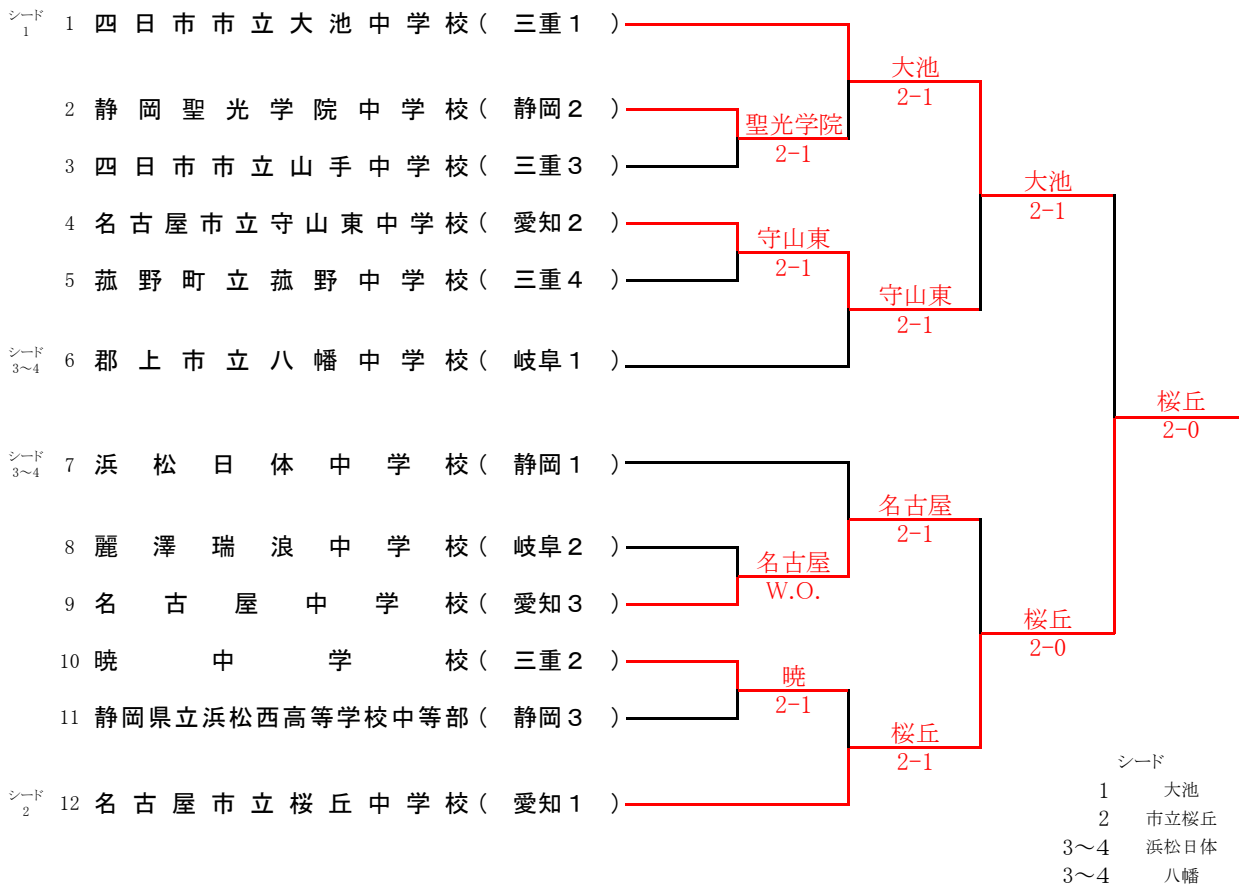 シード
1
1 四日市市立大池中学校( 三重1 )
大池
2-1
2 静岡聖光学院中学校( 静岡2 )
聖光学院
2-1
3 四日市市立山手中学校( 三重3 )
大池
2-1
4 名古屋市立守山東中学校( 愛知2 )
守山東
2-1
5 菰野町立菰野中学校( 三重4 )
守山東
2-1
シード
3~4
6 郡上市立八幡中学校( 岐阜1 )
桜丘
2-0
シード
3~4
7 浜松日体中学校( 静岡1 )
名古屋
2-1
8 麗澤瑞浪中学校( 岐阜2 )
名古屋
W.O.
9 名古屋中学校( 愛知3 )
桜丘
2-0
10 暁中学校( 三重2 )
暁
2-1
11 静岡県立浜松西高等学校中等部( 静岡3 )
桜丘
2-1
シード
2
12 名古屋市立桜丘中学校( 愛知1 )
シード
1 大池
2 市立桜丘
3~4 浜松日体
3~4 八幡